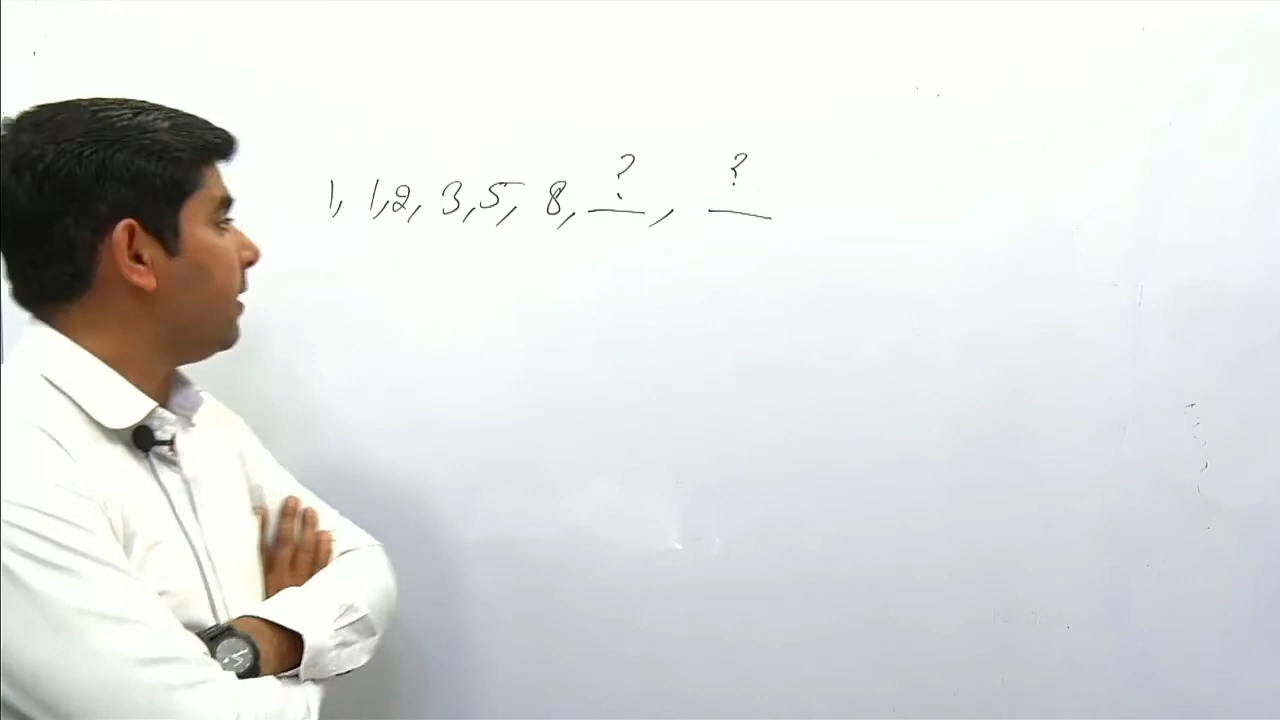 1, 1, 2, 3, 5, 8, ?, ?